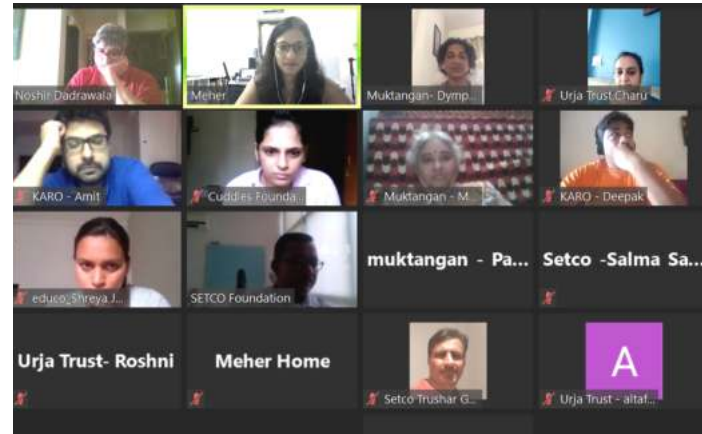 Noshir Dadrawala
Meher
Muktangan- Dymp...
Urja Trust,Charu
KARO - Amit
Cuddles Founda...
Muktangan - M...
KARO - Deepak
educo_Shreya J...
SETCO Foundation
muktangan - Pa...
Setco -Salma Sa...
Urja Trust- Roshni
Meher Home
Setco Trushar G...
A
Urja Trust - altaf...